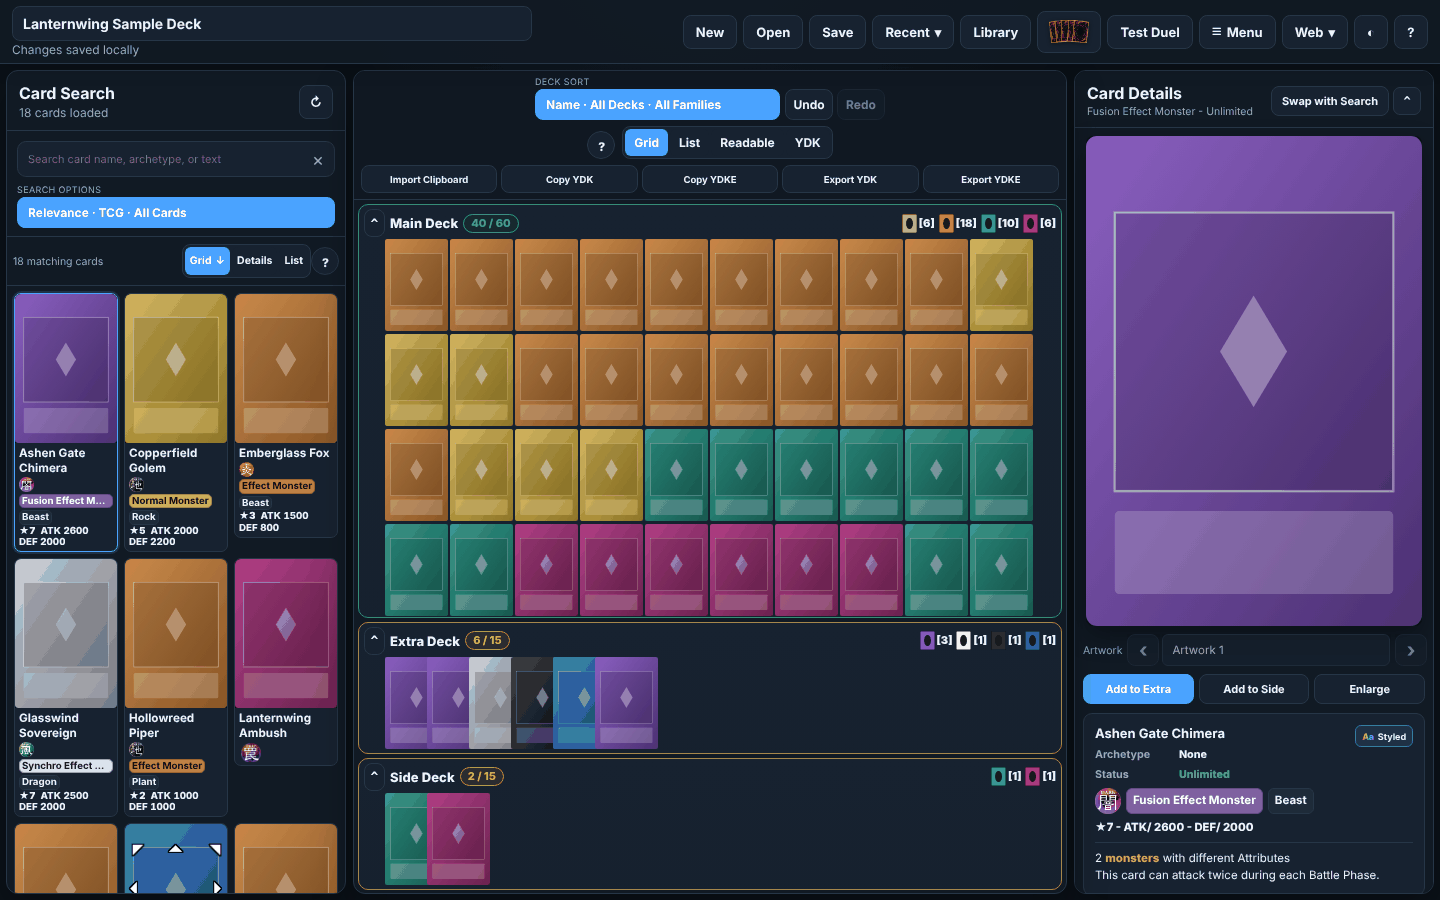 Lanternwing Sample Deck
Changes saved locally
New
Open
Save
Recent ▾
Library
Test Duel
☰ Menu
Web ▾
?
Card Search
18 cards loaded
Search card name, archetype, or text
SEARCH OPTIONS
Relevance · TCG · All Cards
18 matching cards
Grid ↓
Details
List
?
Ashen Gate
Chimera
闇
Fusion Effect M...
Beast
★7 ATK 2600
DEF 2000
Copperfield
Golem
地
Normal Monster
Rock
★5 ATK 2000
DEF 2200
Emberglass Fox
炎
Effect Monster
Beast
★3 ATK 1500
DEF 800
Glasswind
Sovereign
風
Synchro Effect ...
Dragon
★7 ATK 2500
DEF 2000
Hollowreed
Piper
地
Effect Monster
Plant
★2 ATK 1000
DEF 1000
Lanternwing
Ambush
罠
DECK SORT
Name · All Decks · All Families
Undo
Redo
?
Grid
List
Readable
YDK
Import Clipboard
Copy YDK
Copy YDKE
Export YDK
Export YDKE
Main Deck
40 / 60
[6]
[18]
[10]
[6]
Extra Deck
6 / 15
[3]
[1]
[1]
[1]
Side Deck
2 / 15
[1]
[1]
Card Details
Fusion Effect Monster - Unlimited
Swap with Search
Artwork
Artwork 1
Add to Extra
Add to Side
Enlarge
Ashen Gate Chimera
Aa Styled
Archetype None
Status Unlimited
闇
Fusion Effect Monster
Beast
★7 - ATK/ 2600 - DEF/ 2000
2 monsters with different Attributes
This card can attack twice during each Battle Phase.